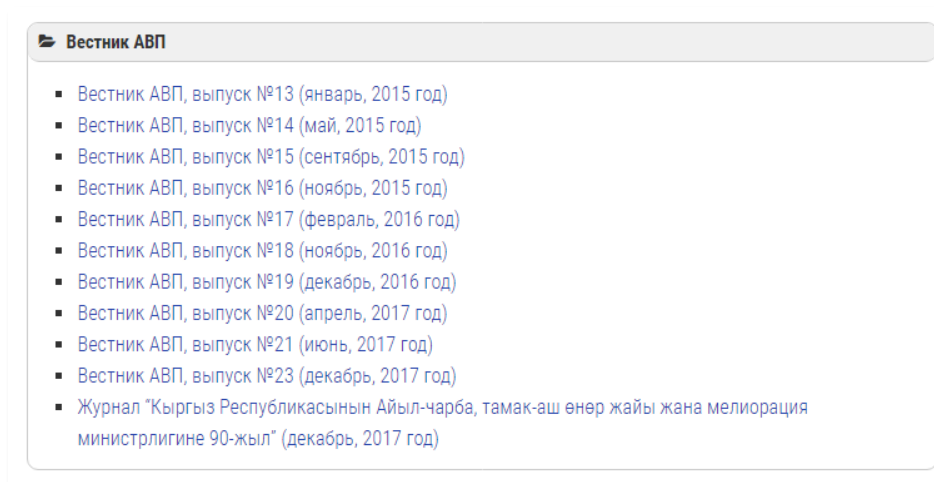 Вестник АВП
Вестник АВП, выпуск №13 (январь, 2015 год)
Вестник АВП, выпуск №14 (май, 2015 год)
Вестник АВП, выпуск №15 (сентябрь, 2015 год)
Вестник АВП, выпуск №16 (ноябрь, 2015 год)
Вестник АВП, выпуск №17 (февраль, 2016 год)
Вестник АВП, выпуск №18 (ноябрь, 2016 год)
Вестник АВП, выпуск №19 (декабрь, 2016 год)
Вестник АВП, выпуск №20 (апрель, 2017 год)
Вестник АВП, выпуск №21 (июнь, 2017 год)
Вестник АВП, выпуск №23 (декабрь, 2017 год)
Журнал “Кыргыз Республикасынын Айыл-чарба, тамак-аш өнөр жайы жана мелиорация
министрлигине 90-жыл” (декабрь, 2017 год)